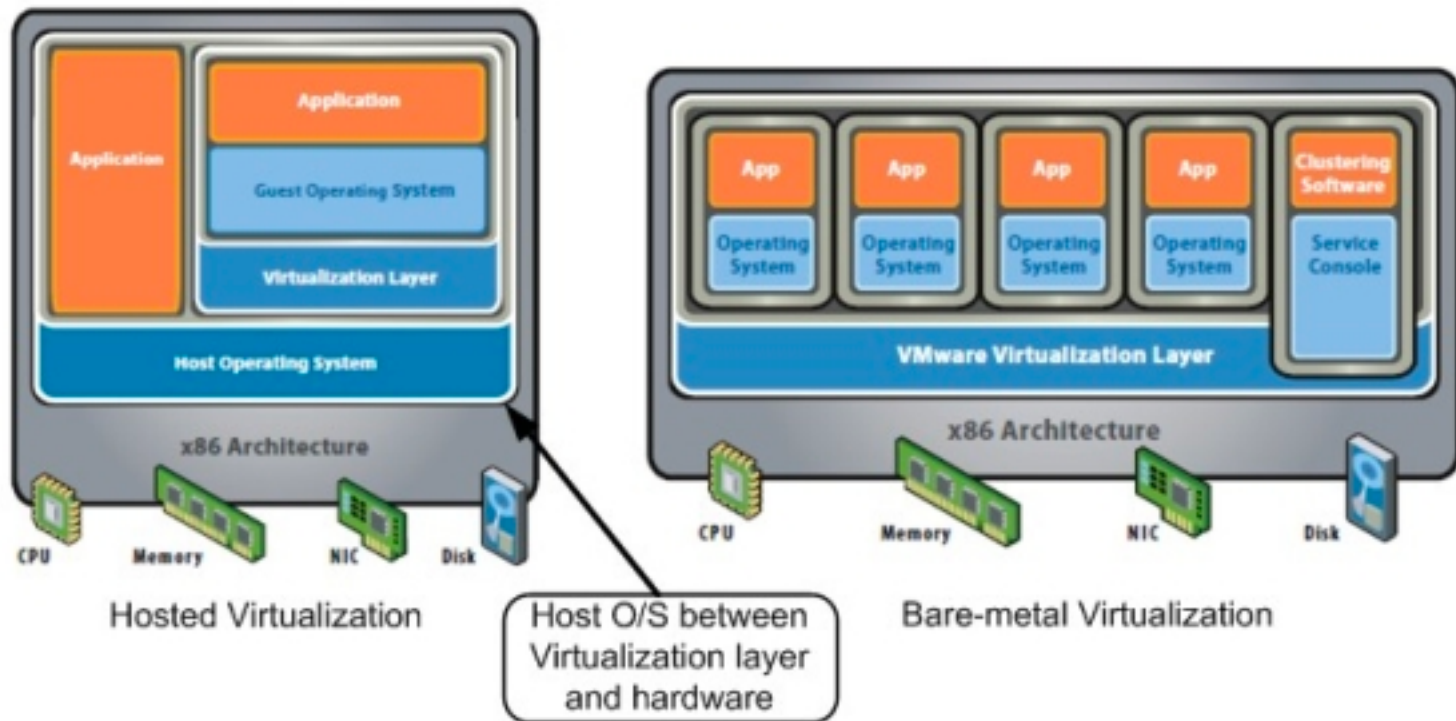 Application
Application
Guest Operating System
Virtualization Layer
Host Operating System
x86 Architecture
CPU
Memory
NIC
Disk
Hosted Virtualization
Host O/S between
Virtualization layer
and hardware
App
Operating
System
App
Operating
System
App
Operating
System
App
Operating
System
Clustering
Software
Service
Console
VMware Virtualization Layer
x86 Architecture
CPU
Memory
NIC
Disk
Bare-metal Virtualization